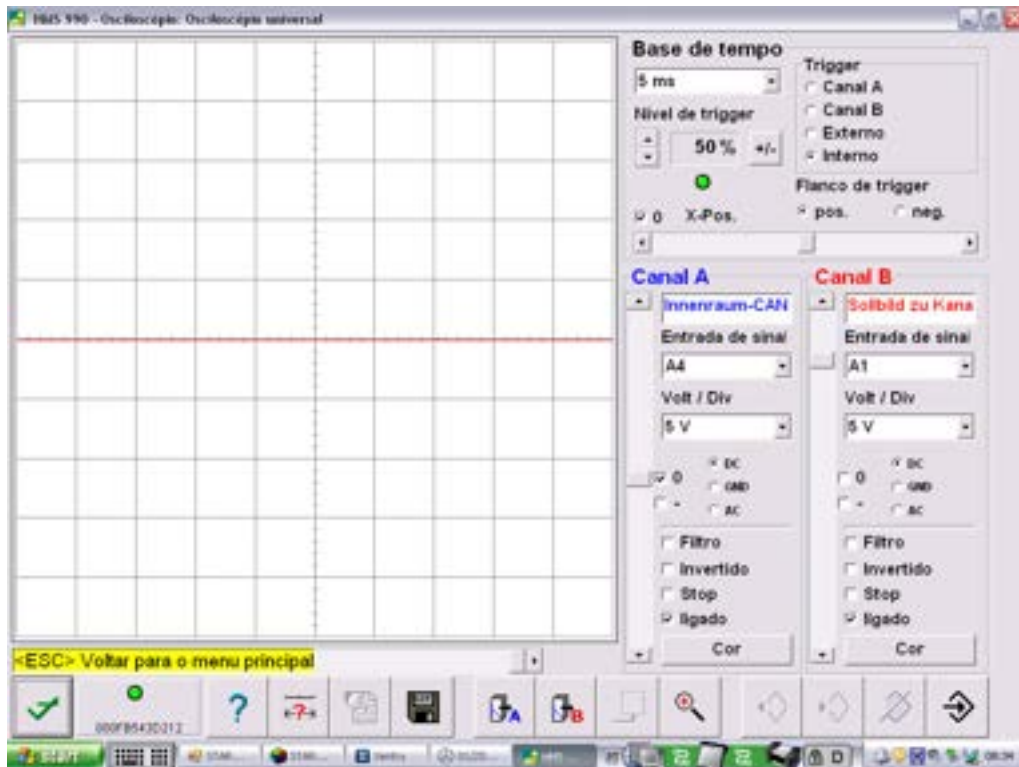 HMS 990 - Osciloscópio: Osciloscópio universal
Base de tempo
5 ms
Trigger
Canal A
Canal B
Externo
Interno
Nivel de trigger
50 %
+/-
Flanco de trigger
0 X-Pos.
pos.
neg.
Canal A
Innenraum-CAN
Entrada de sinal
A4
Volt / Div
5 V
0
DC
GND
-
AC
Filtro
Invertido
Stop
ligado
Cor
Canal B
Sollbild zu Kana
Entrada de sinal
A1
Volt / Div
5 V
0
DC
GND
-
AC
Filtro
Invertido
Stop
ligado
Cor
<ESC> Voltar para o menu principal
?
?
A
B
D
08:34